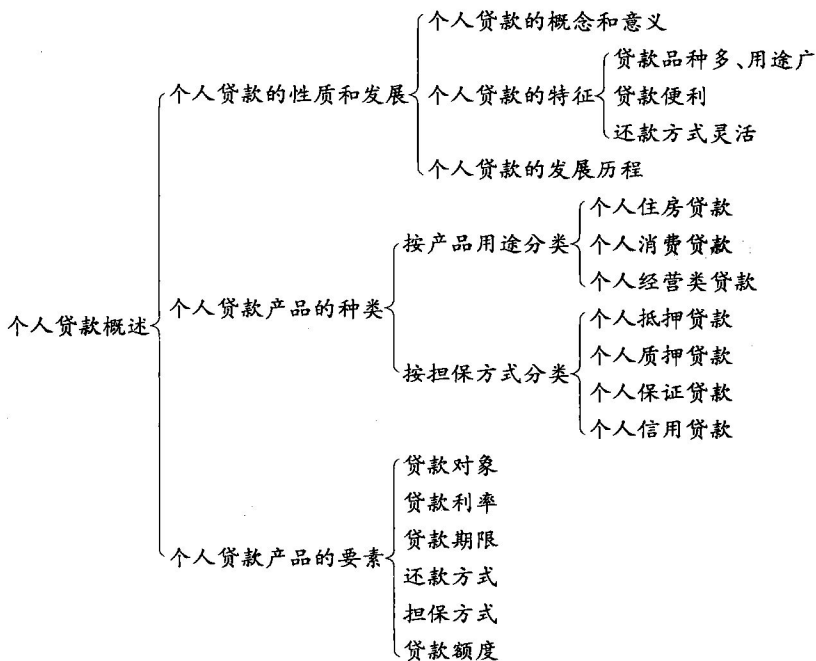 个人贷款概述
个人贷款的性质和发展
个人贷款的概念和意义
个人贷款的特征
贷款品种多、用途广
贷款便利
还款方式灵活
个人贷款的发展历程
个人贷款产品的种类
按产品用途分类
个人住房贷款
个人消费贷款
个人经营类贷款
按担保方式分类
个人抵押贷款
个人质押贷款
个人保证贷款
个人信用贷款
个人贷款产品的要素
贷款对象
贷款利率
贷款期限
还款方式
担保方式
贷款额度